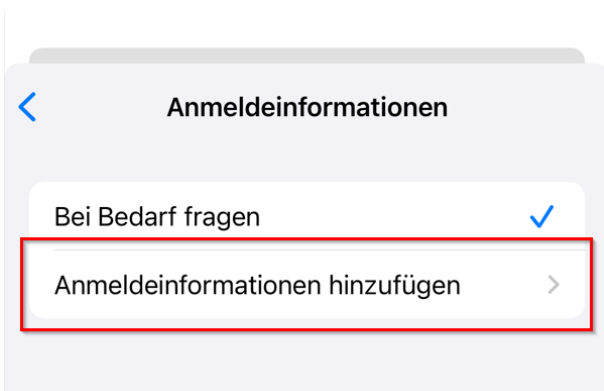 Anmeldeinformationen
Bei Bedarf fragen
Anmeldeinformationen hinzufügen